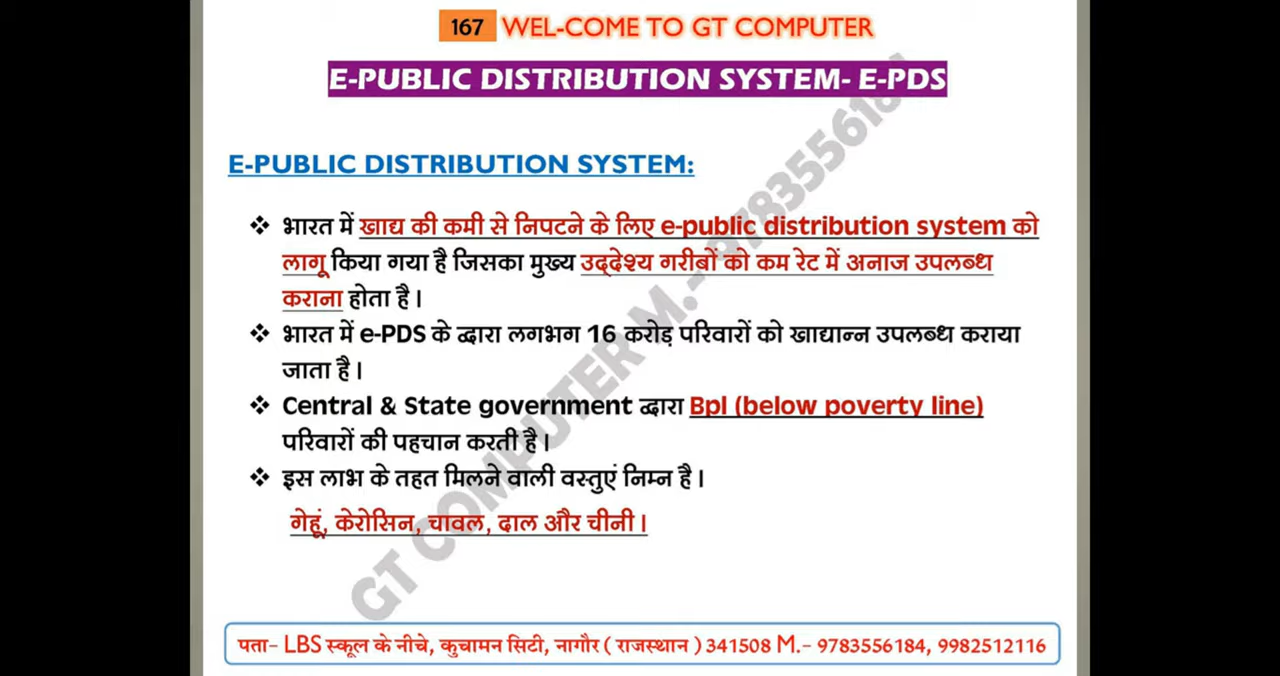 167 WEL-COME TO GT COMPUTER
E-PUBLIC DISTRIBUTION SYSTEM- E-PDS
E-PUBLIC DISTRIBUTION SYSTEM:
❖ भारत में खाद्य की कमी से निपटने के लिए e-public distribution system को
लागू किया गया है जिसका मुख्य उद्देश्य गरीबों को कम रेट में अनाज उपलब्ध
कराना होता है।
❖ भारत में e-PDS के द्वारा लगभग 16 करोड़ परिवारों को खाद्यान्न उपलब्ध कराया
जाता है।
❖ Central & State government द्वारा Bpl (below poverty line)
परिवारों की पहचान करती है।
❖ इस लाभ के तहत मिलने वाली वस्तुएं निम्न है।
गेहूं, केरोसिन, चावल, दाल और चीनी।
GT COMPUTER M.- 9783556184
पता- LBS स्कूल के नीचे, कुचामन सिटी, नागौर ( राजस्थान ) 341508 M.- 9783556184, 9982512116